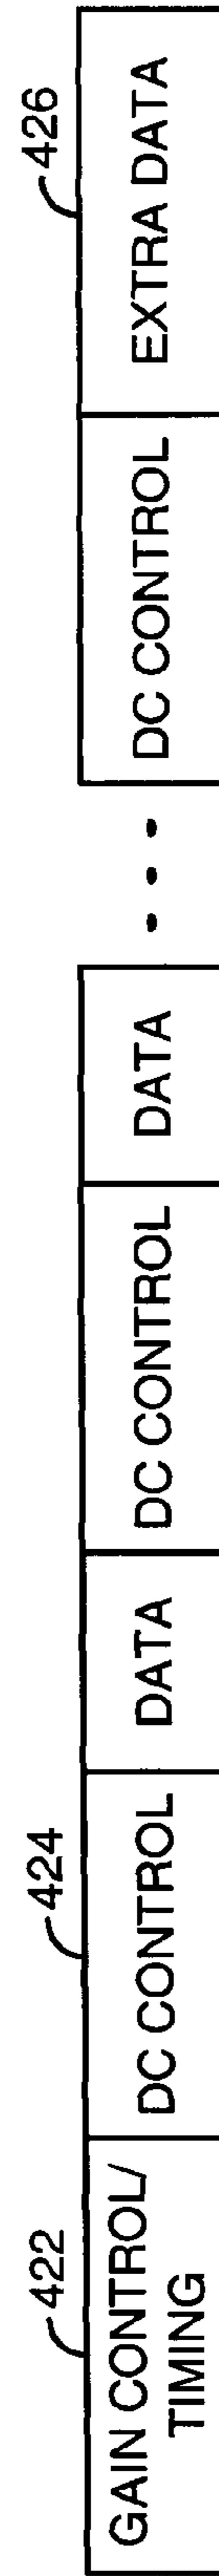 422
424
426
GAIN CONTROL/
TIMING
DC CONTROL
DATA
DC CONTROL
DATA
DC CONTROL
EXTRA DATA